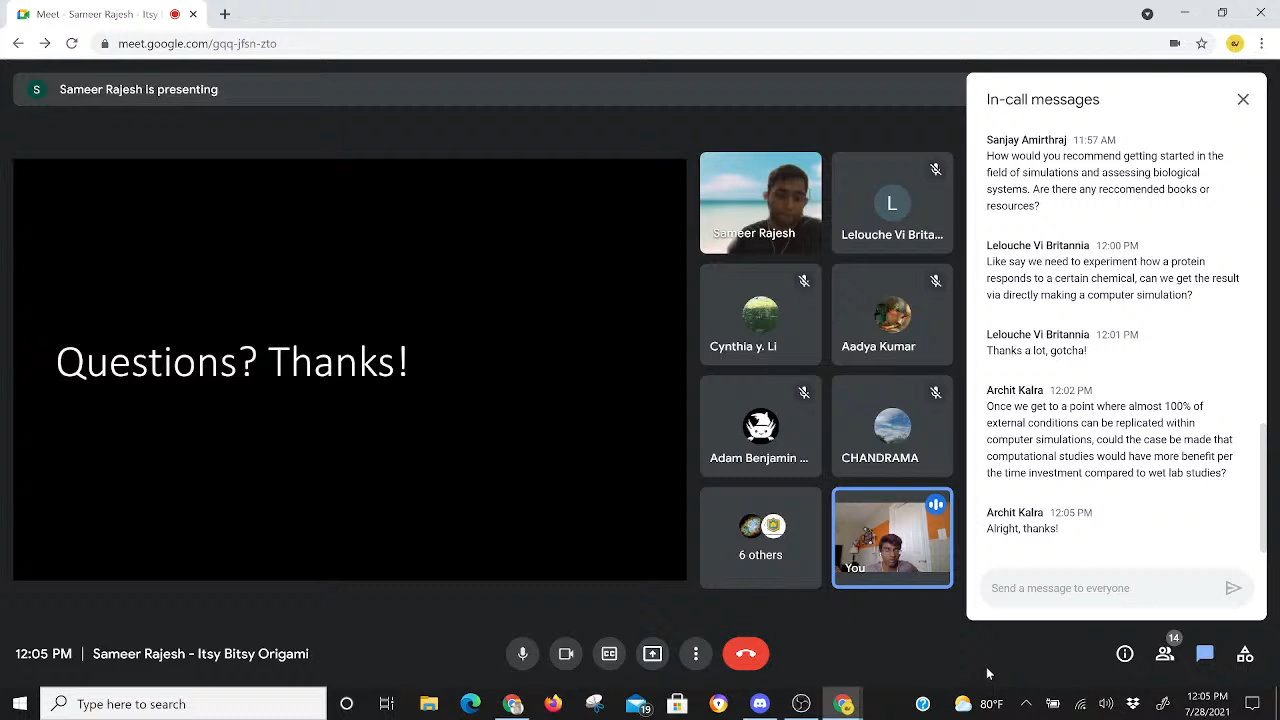 Meet - Sameer Rajesh - Itsy I
meet.google.com/gqq-jfsn-zto
S
Sameer Rajesh is presenting
Questions? Thanks!
Sameer Rajesh
L
Lelouche Vi Brita...
Cynthia y. Li
Aadya Kumar
Adam Benjamin ...
CHANDRAMA
6 others
You
In-call messages
Sanjay Amirthraj 11:57 AM
How would you recommend getting started in the
field of simulations and assessing biological
systems. Are there any reccomended books or
resources?
Lelouche Vi Britannia 12:00 PM
Like say we need to experiment how a protein
responds to a certain chemical, can we get the result
via directly making a computer simulation?
Lelouche Vi Britannia 12:01 PM
Thanks a lot, gotcha!
Archit Kalra 12:02 PM
Once we get to a point where almost 100% of
external conditions can be replicated within
computer simulations, could the case be made that
computational studies would have more benefit per
the time investment compared to wet lab studies?
Archit Kalra 12:05 PM
Alright, thanks!
Send a message to everyone
12:05 PM | Sameer Rajesh - Itsy Bitsy Origami
14
Type here to search
19
80°F
12:05 PM
7/28/2021